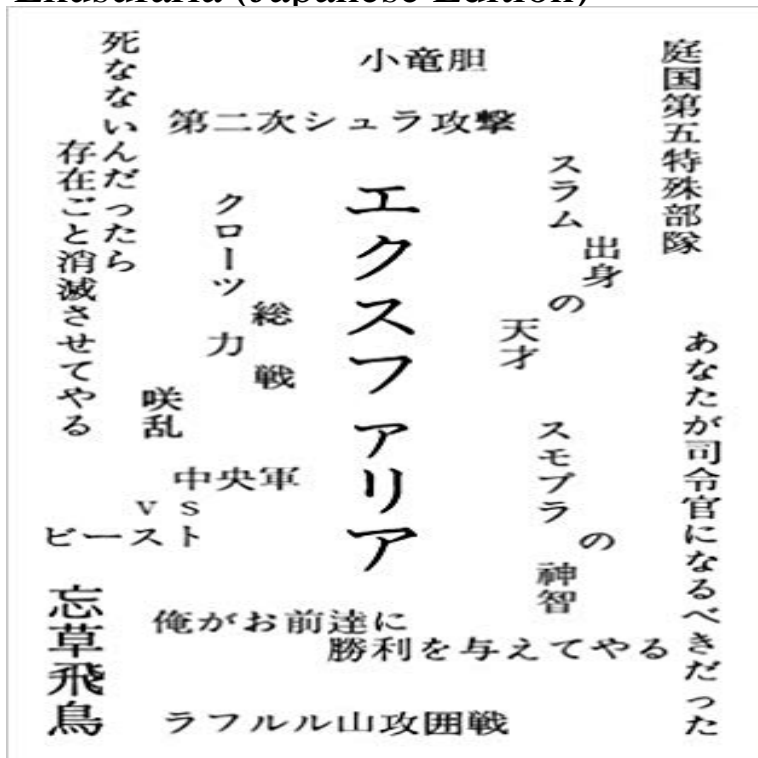 Ekusufaria (Japanese Edition)
庭国第五特殊部隊
あなたが司令官になるべきだった
小竜胆
第二次シュラ攻撃
スラム出身の天才
スモブラの神智
エクスファリア
クローツ総力戦
咲乱
中央軍
vs
ビースト
死なないんだったら
存在ごと消滅させてやる
俺がお前達に
勝利を与えてやる
ラフルル山攻囲戦
忘草飛鳥